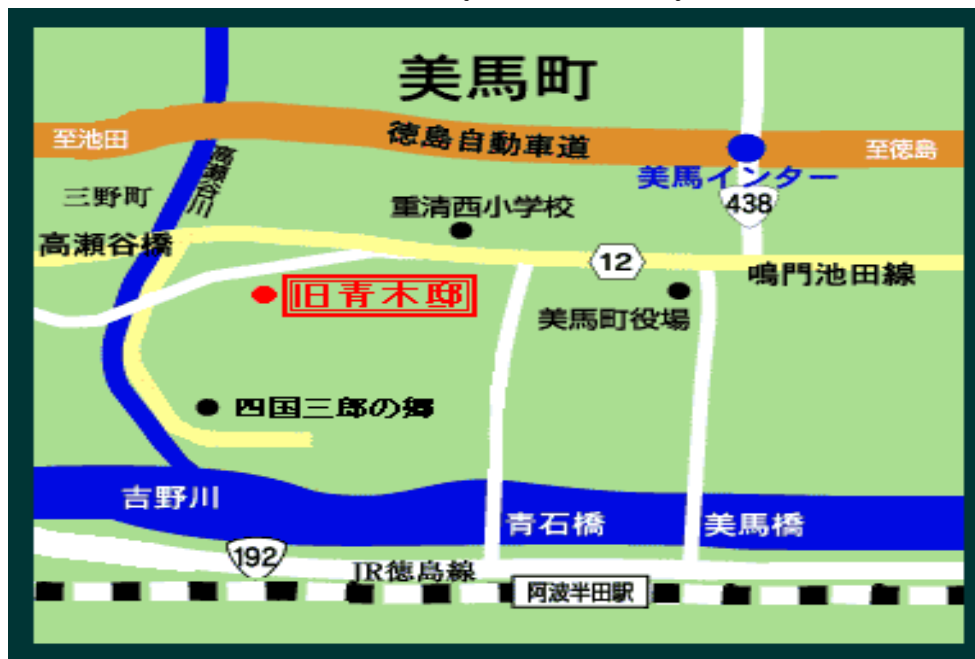 美馬町
徳島自動車道
至池田
至徳島
高瀬谷川
美馬インター
三野町
重清西小学校
438
高瀬谷橋
12
鳴門池田線
旧青木邸
美馬町役場
四国三郎の郷
吉野川
青石橋
美馬橋
192
JR徳島線
阿波半田駅